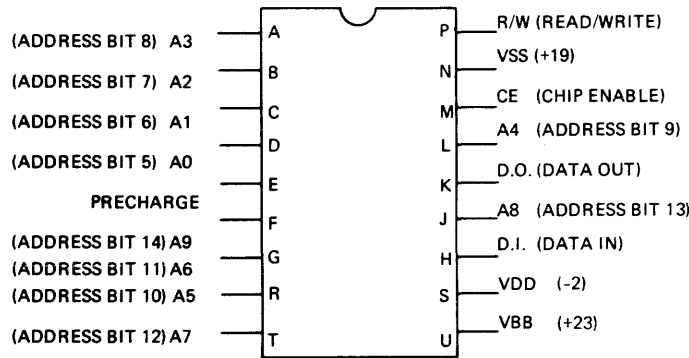 (ADDRESS BIT 8) A3 A P R/W (READ/WRITE)
(ADDRESS BIT 7) A2 B N VSS (+19)
(ADDRESS BIT 6) A1 C M CE (CHIP ENABLE)
(ADDRESS BIT 5) A0 D L A4 (ADDRESS BIT 9)
PRECHARGE E K D.O. (DATA OUT)
(ADDRESS BIT 14) A9 F J A8 (ADDRESS BIT 13)
(ADDRESS BIT 11) A6 G H D.I. (DATA IN)
(ADDRESS BIT 10) A5 R S VDD (-2)
(ADDRESS BIT 12) A7 T U VBB (+23)